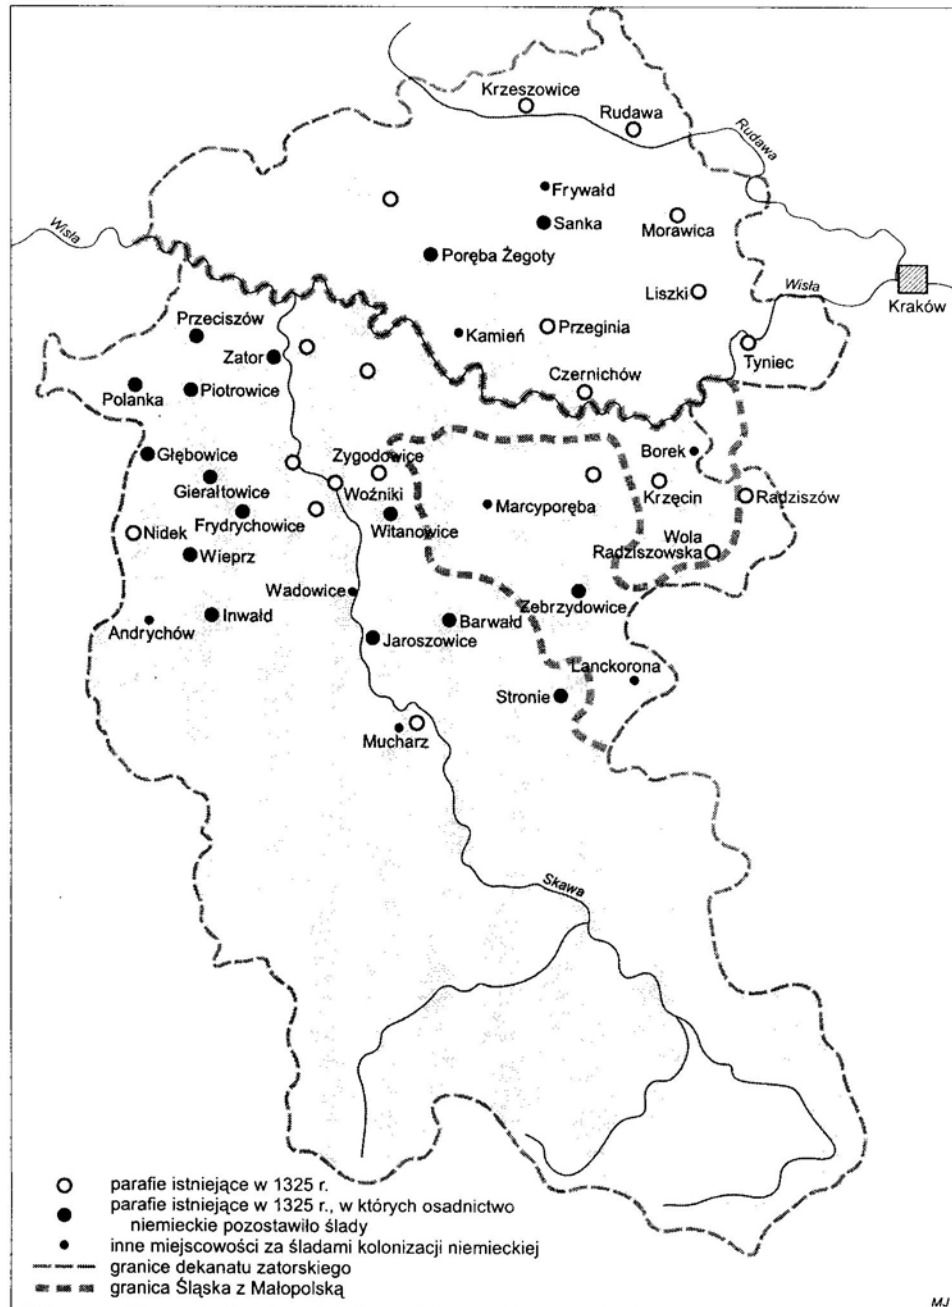 Krzeszowice
Rudawa
Rudawa
Frywałd
Sanka
Morawica
Wisła
Poręba Żegoty
Liszki
Wisła
Kraków
Przeciszów
Kamień
Przeginia
Zator
Tyniec
Polanka
Piotrowice
Czernichów
Głębowice
Zygodowice
Borek
Gierałtowice
Woźniki
Marcyporęba
Krzęcin
Radziszów
Frydrychowice
Witanowice
Nidek
Wola
Radziszowska
Wieprz
Wadowice
Zebrzydowice
Andrychów
Inwałd
Barwałd
Jaroszowice
Lanckorona
Stronie
Mucharz
Skawa
parafie istniejące w 1325 r.
parafie istniejące w 1325 r., w których osadnictwo
niemieckie pozostawiło ślady
inne miejscowości za śladami kolonizacji niemieckiej
granice dekanatu zatorskiego
granica Śląska z Małopolską
MJ